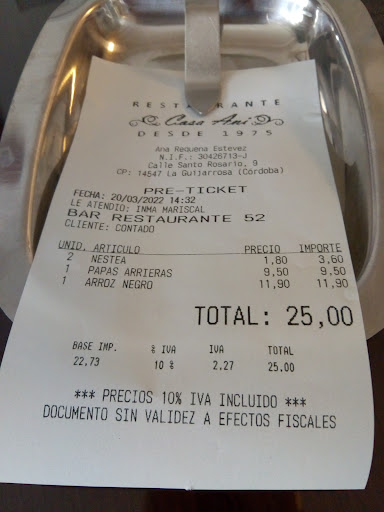 RESTAURANTE
Casa Ani
DESDE 1975
Ana Requena Estevez
N.I.F.: 30426713-J
Calle Santo Rosario, 9
CP: 14547 La Guijarrosa (Córdoba)
PRE-TICKET
FECHA: 20/03/2022 14:32
LE ATENDIO: INMA MARISCAL
BAR RESTAURANTE 52
CLIENTE: CONTADO
UNID. ARTICULO PRECIO IMPORTE
2 NESTEA 1,80 3,60
1 PAPAS ARRIERAS 9,50 9,50
1 ARROZ NEGRO 11,90 11,90
TOTAL: 25,00
BASE IMP. % IVA IVA TOTAL
22,73 10 % 2,27 25.00
*** PRECIOS 10% IVA INCLUIDO ***
DOCUMENTO SIN VALIDEZ A EFECTOS FISCALES